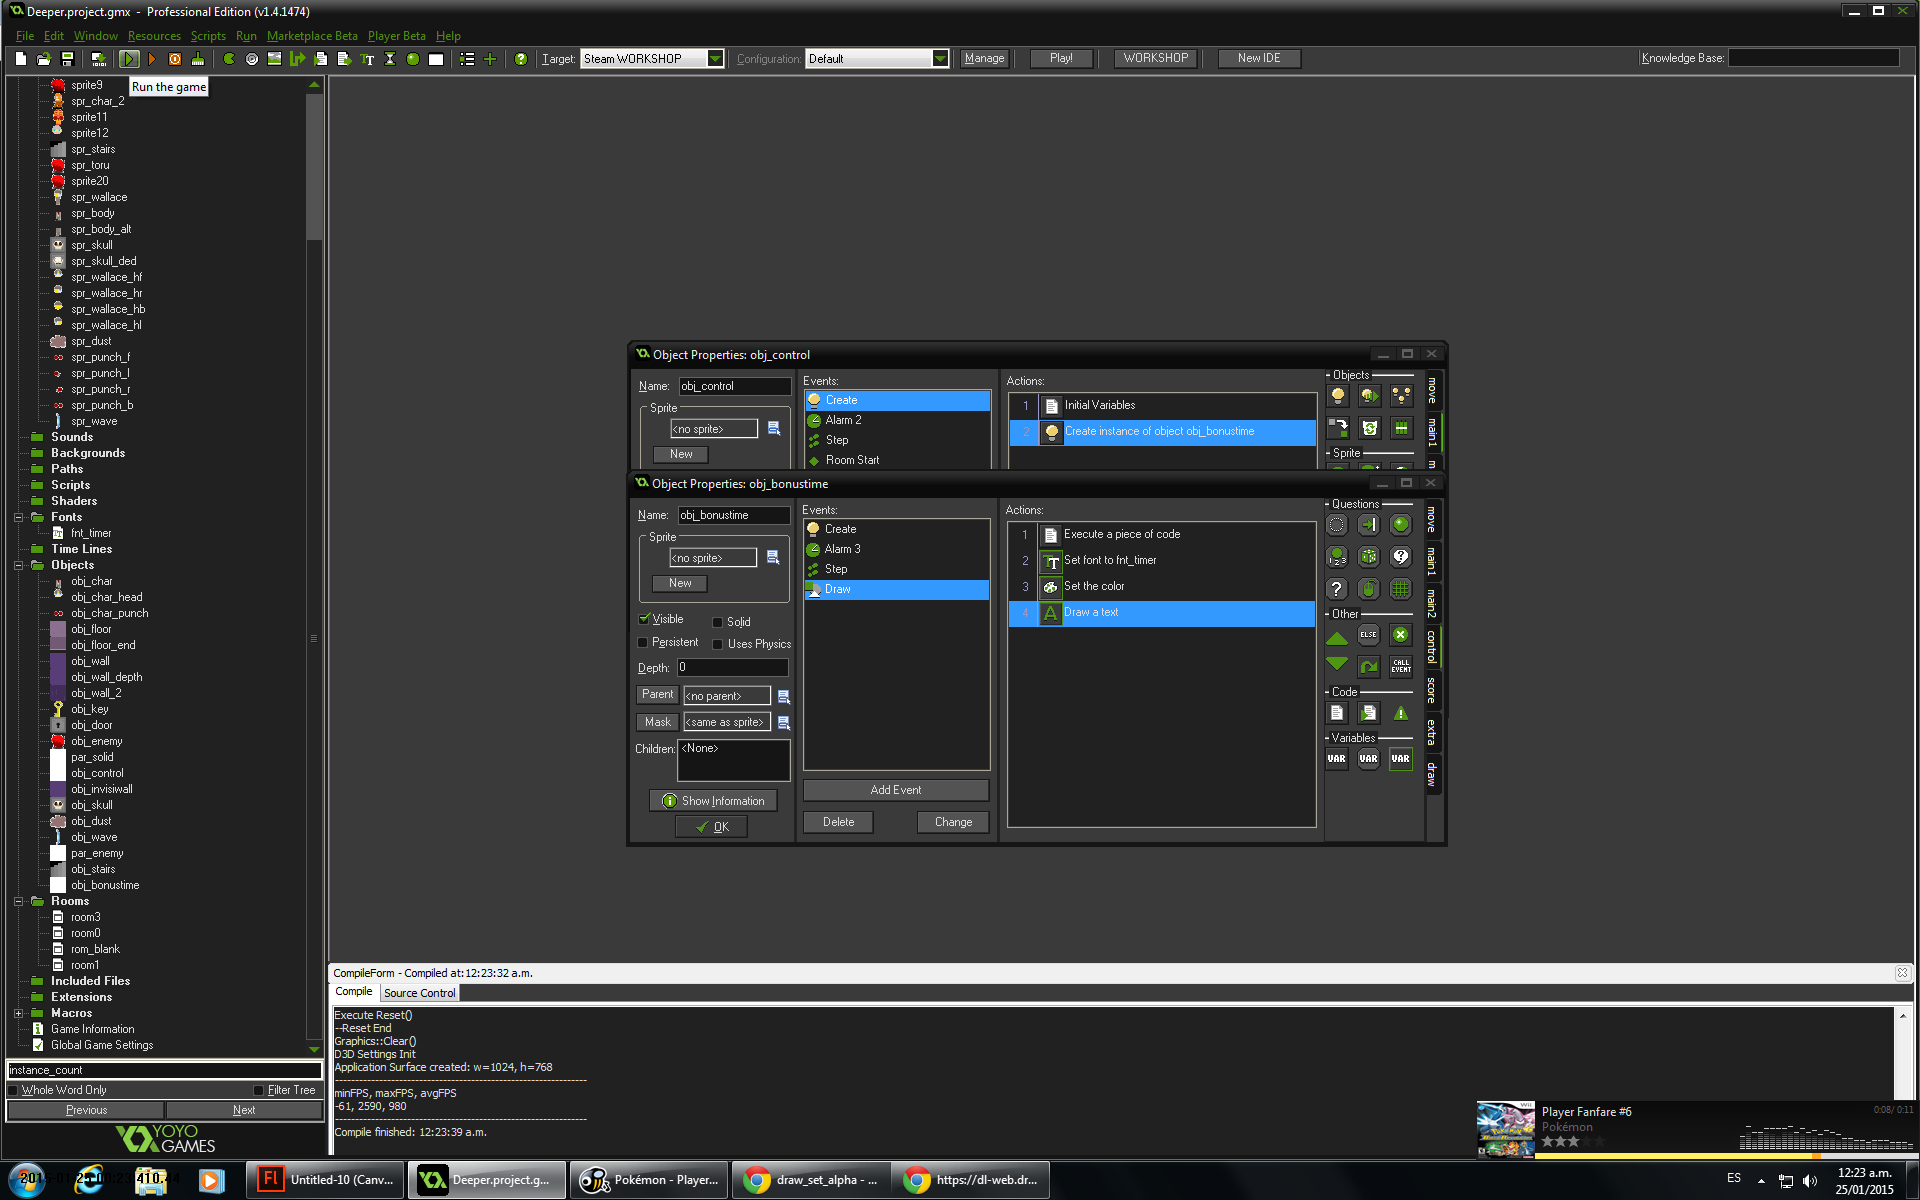 Deeper.project.gmx - Professional Edition (v1.4.1474)
File Edit Window Resources Scripts Run Marketplace Beta Player Beta Help
Target: Steam WORKSHOP Configuration: Default Manage Play! WORKSHOP New IDE Knowledge Base:
Run the game
sprite9
spr_char_2
sprite11
sprite12
spr_stairs
spr_toru
sprite20
spr_wallace
spr_body
spr_body_alt
spr_skull
spr_skull_ded
spr_wallace_hf
spr_wallace_hr
spr_wallace_hb
spr_wallace_hl
spr_dust
spr_punch_f
spr_punch_l
spr_punch_r
spr_punch_b
spr_wave
Sounds
Backgrounds
Paths
Scripts
Shaders
Fonts
fnt_timer
Time Lines
Objects
obj_char
obj_char_head
obj_char_punch
obj_floor
obj_floor_end
obj_wall
obj_wall_depth
obj_wall_2
obj_key
obj_door
obj_enemy
par_solid
obj_control
obj_invisiwall
obj_skull
obj_dust
obj_wave
par_enemy
obj_stairs
obj_bonustime
Rooms
room3
room0
rom_blank
room1
Included Files
Extensions
Macros
Game Information
Global Game Settings
instance_count
Whole Word Only Filter Tree
Previous Next
YOYO GAMES
Object Properties: obj_control
Name: obj_control
Sprite
<no sprite>
New
Events:
Create
Alarm 2
Step
Room Start
Actions:
1 Initial Variables
2 Create instance of object obj_bonustime
Objects
Sprite
move
main1
Object Properties: obj_bonustime
Name: obj_bonustime
Sprite
<no sprite>
New
Visible Solid
Persistent Uses Physics
Depth: 0
Parent <no parent>
Mask <same as sprite>
Children: <None>
Show Information
OK
Events:
Create
Alarm 3
Step
Draw
Add Event
Delete Change
Actions:
1 Execute a piece of code
2 Set font to fnt_timer
3 Set the color
4 Draw a text
Questions
Other
ELSE
CALL EVENT
Code
Variables
VAR VAR VAR
move
main1
main2
control
score
extra
draw
CompileForm - Compiled at: 12:23:32 a.m.
Compile Source Control
Execute Reset()
--Reset End
Graphics::Clear()
D3D Settings Init
Application Surface created: w=1024, h=768
minFPS, maxFPS, avgFPS
-61, 2590, 980
Compile finished: 12:23:39 a.m.
Player Fanfare #6 0:08/ 0:11
Pokémon
Untitled-10 (Canv...
Deeper.project.g...
Pokémon - Player...
draw_set_alpha - ...
https://dl-web.dr...
ES
12:23 a.m.
25/01/2015